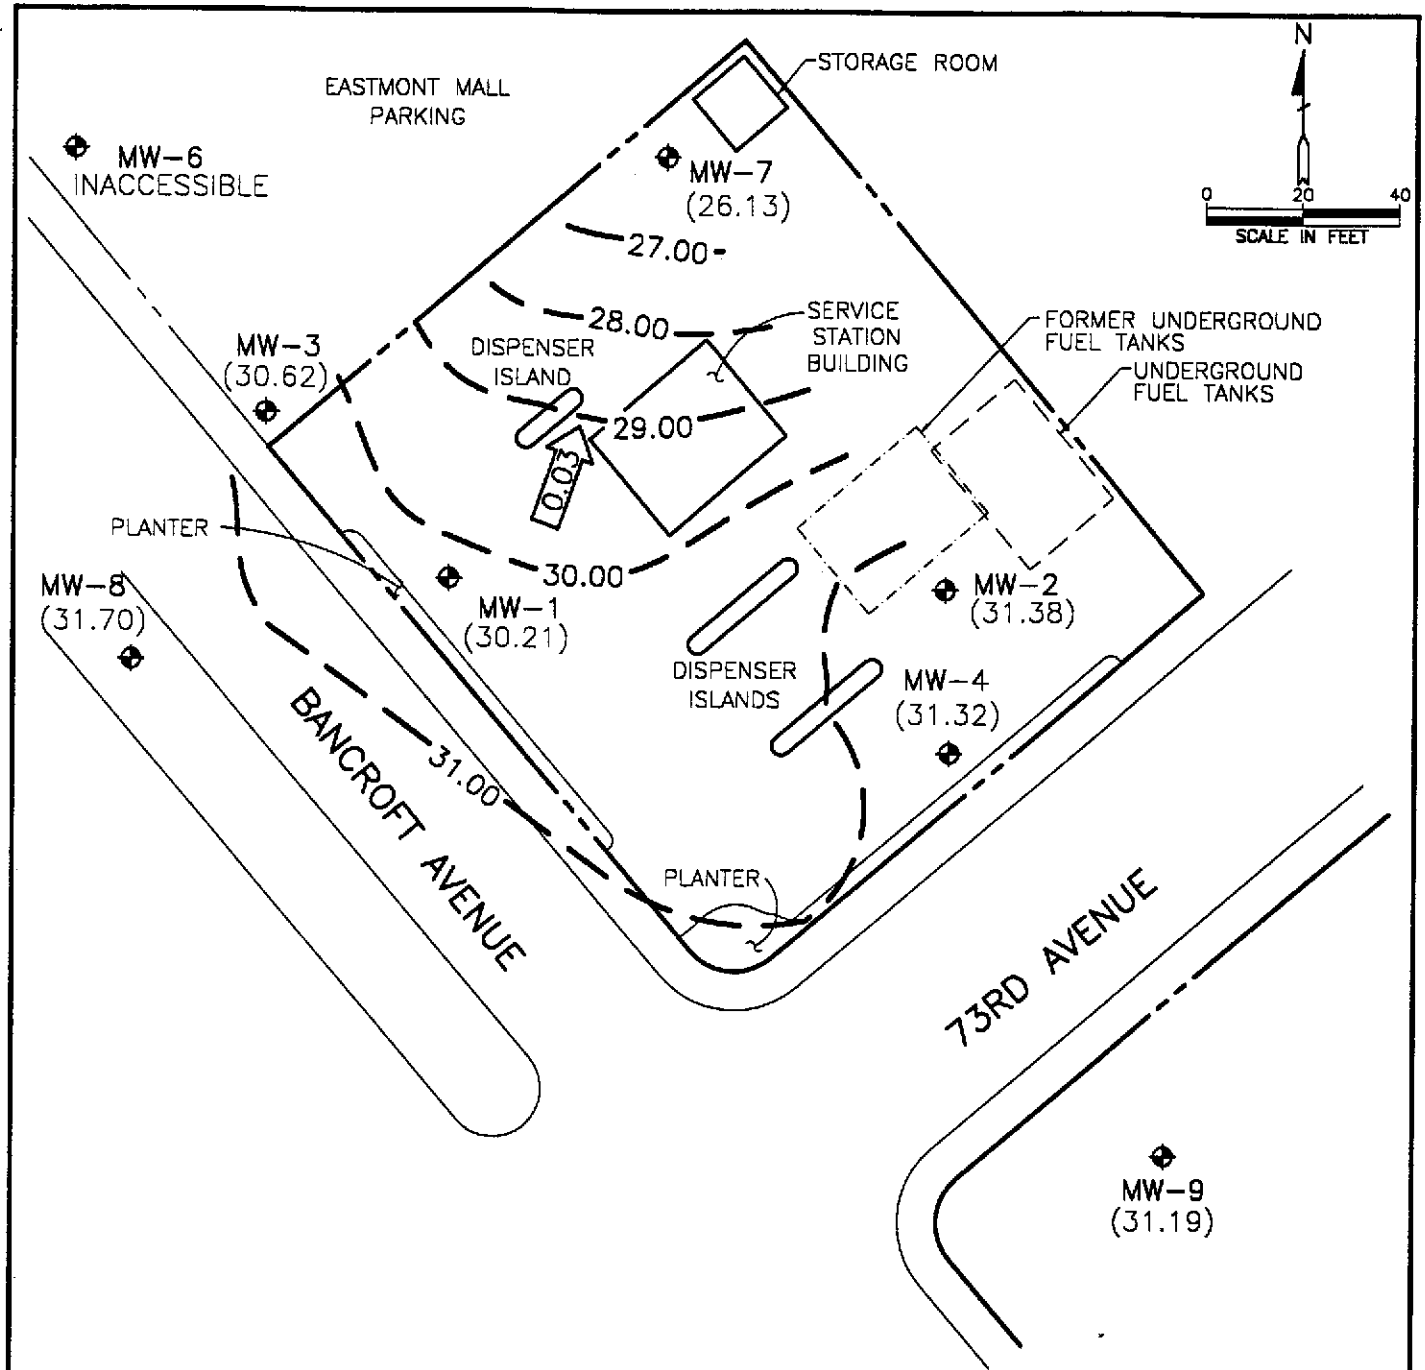 N
STORAGE ROOM
EASTMONT MALL
PARKING
MW-6
INACCESSIBLE
MW-7
(26.13)
0 20 40
SCALE IN FEET
27.00
28.00
SERVICE
STATION
BUILDING
FORMER UNDERGROUND
FUEL TANKS
UNDERGROUND
FUEL TANKS
MW-3
(30.62)
DISPENSER
ISLAND
29.00
0.03
PLANTER
30.00
MW-8
(31.70)
MW-1
(30.21)
MW-2
(31.38)
DISPENSER
ISLANDS
MW-4
(31.32)
BANCROFT AVENUE
31.00
PLANTER
73RD AVENUE
MW-9
(31.19)